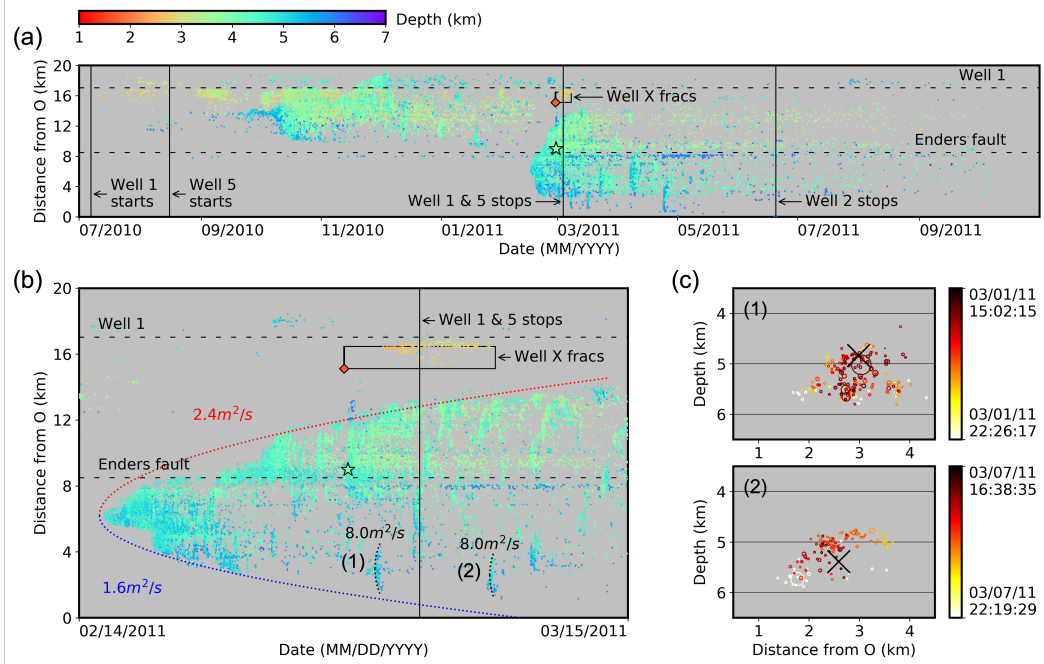 Depth (km)
1 2 3 4 5 6 7
(a)
Distance from O (km)
20
16
12
8
4
0
Well 1
Well X fracs
Enders fault
Well 1
starts
Well 5
starts
Well 1 & 5 stops
Well 2 stops
07/2010 09/2010 11/2010 01/2011 03/2011 05/2011 07/2011 09/2011
Date (MM/YYYY)
(b)
Distance from O (km)
20
16
12
8
4
0
Well 1
Well 1 & 5 stops
Well X fracs
2.4m²/s
Enders fault
8.0m²/s
(1)
8.0m²/s
(2)
1.6m²/s
02/14/2011 03/15/2011
Date (MM/DD/YYYY)
(c)
(1)
Depth (km)
4
5
6
1 2 3 4
03/01/11
15:02:15
03/01/11
22:26:17
(2)
Depth (km)
4
5
6
1 2 3 4
Distance from O (km)
03/07/11
16:38:35
03/07/11
22:19:29